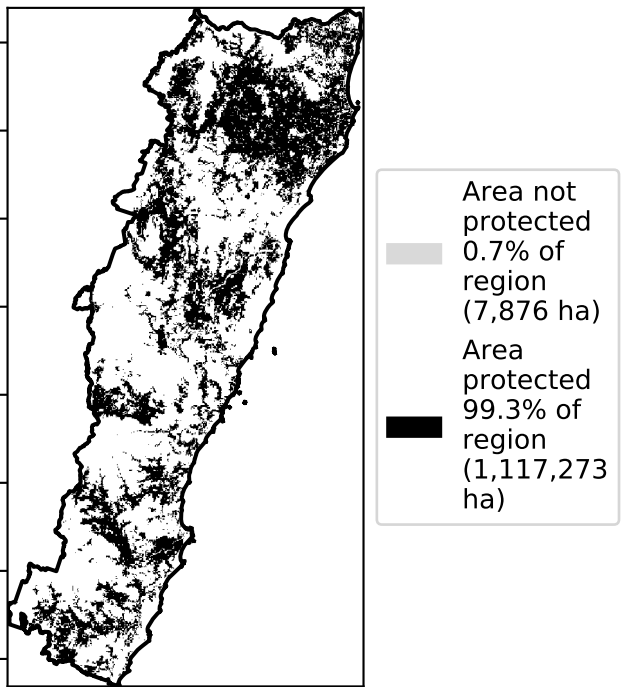 Area not
protected
0.7% of
region
(7,876 ha)
Area
protected
99.3% of
region
(1,117,273
ha)